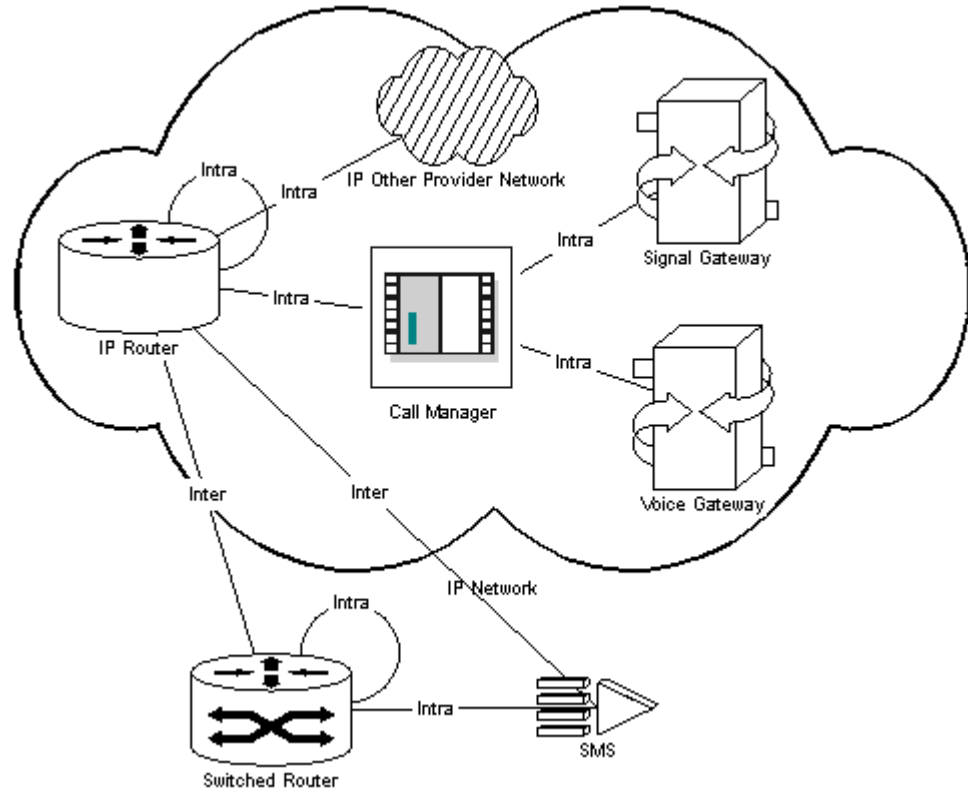 Intra
Intra
IP Other Provider Network
Intra
Signal Gateway
Intra
IP Router
Intra
Call Manager
Inter
Inter
Voice Gateway
IP Network
Intra
Intra
SMS
Switched Router